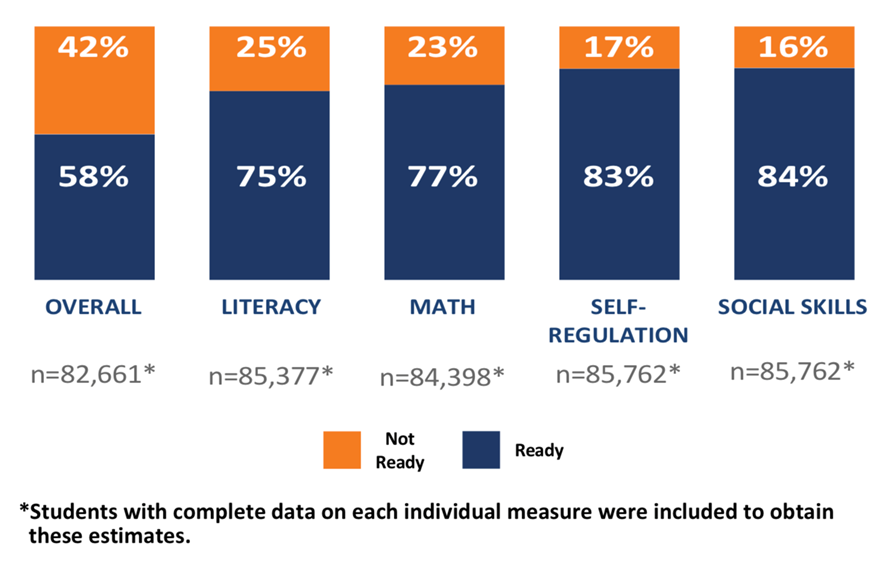 42% 25% 23% 17% 16%
58% 75% 77% 83% 84%
OVERALL LITERACY MATH SELF- SOCIAL SKILLS
REGULATION
n=82,661* n=85,377* n=84,398* n=85,762* n=85,762*
Not
Ready
Ready
*Students with complete data on each individual measure were included to obtain
these estimates.